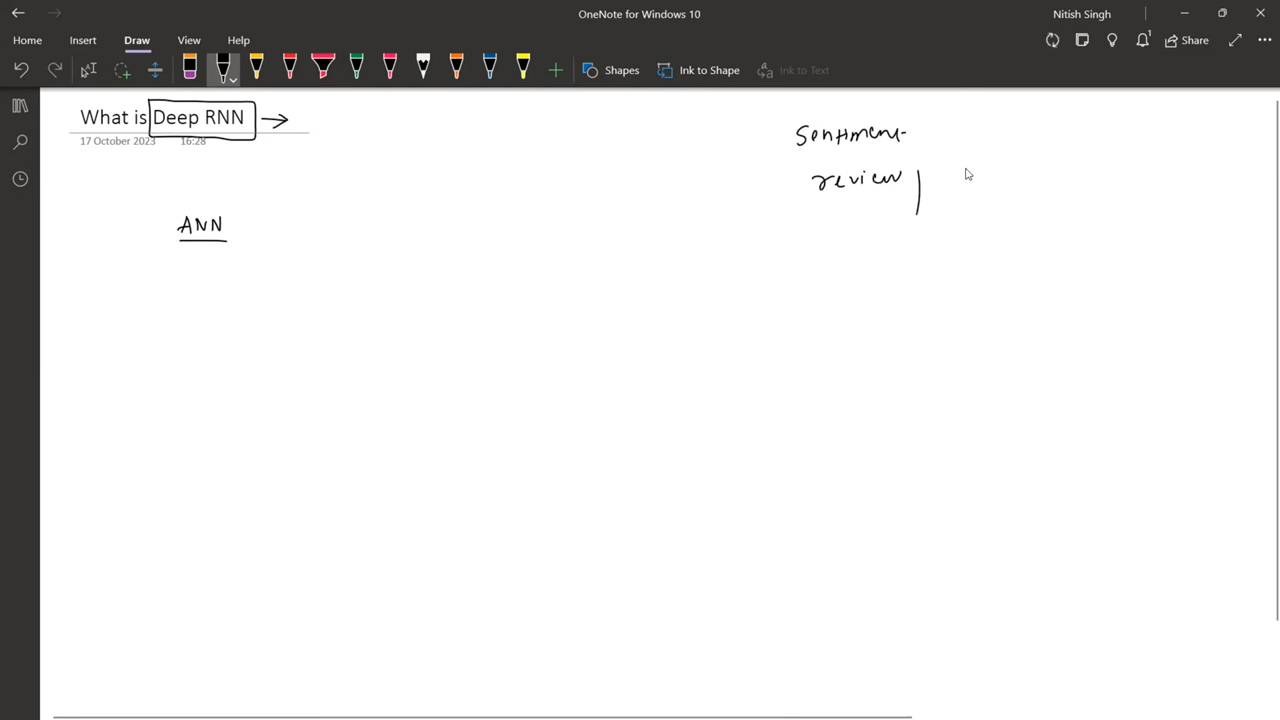 OneNote for Windows 10
Nitish Singh
Home Insert Draw View Help
Share
Shapes Ink to Shape Ink to Text
What is Deep RNN →
17 October 2023 16:28
Sentiment
review |
ANN